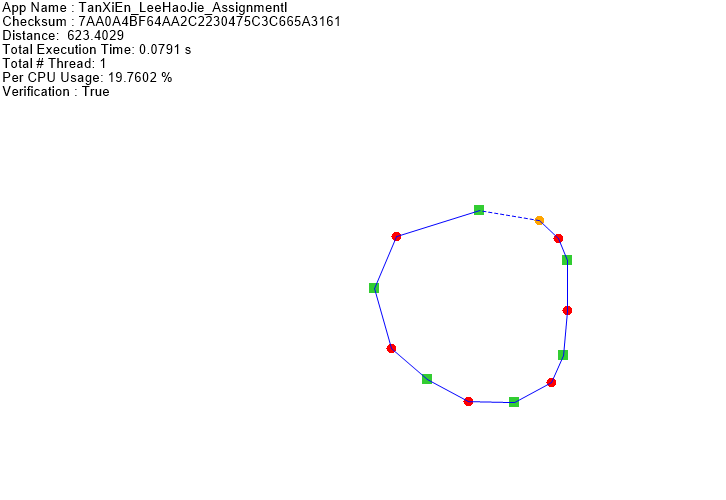 App Name : TanXiEn_LeeHaoJie_AssignmentI
Checksum : 7AA0A4BF64AA2C2230475C3C665A3161
Distance:  623.4029
Total Execution Time: 0.0791 s
Total # Thread: 1
Per CPU Usage: 19.7602 %
Verification : True